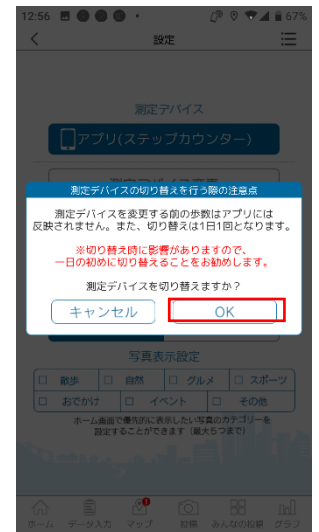 12:56
67%
設定
測定デバイス
アプリ(ステップカウンター)
測定デバイスの切り替えを行う際の注意点
測定デバイスを変更する前の歩数はアプリには
反映されません。また、切り替えは1日1回となります。
※切り替え時に影響がありますので、
一日の初めに切り替えることをお勧めします。
測定デバイスを切り替えますか？
キャンセル
OK
写真表示設定
散歩
自然
グルメ
スポーツ
おでかけ
イベント
その他
ホーム画面で優先的に表示したい写真のカテゴリーを
設定することができます（最大5つまで）
ホーム
データ入力
マップ
投稿
みんなの投稿
グラフ